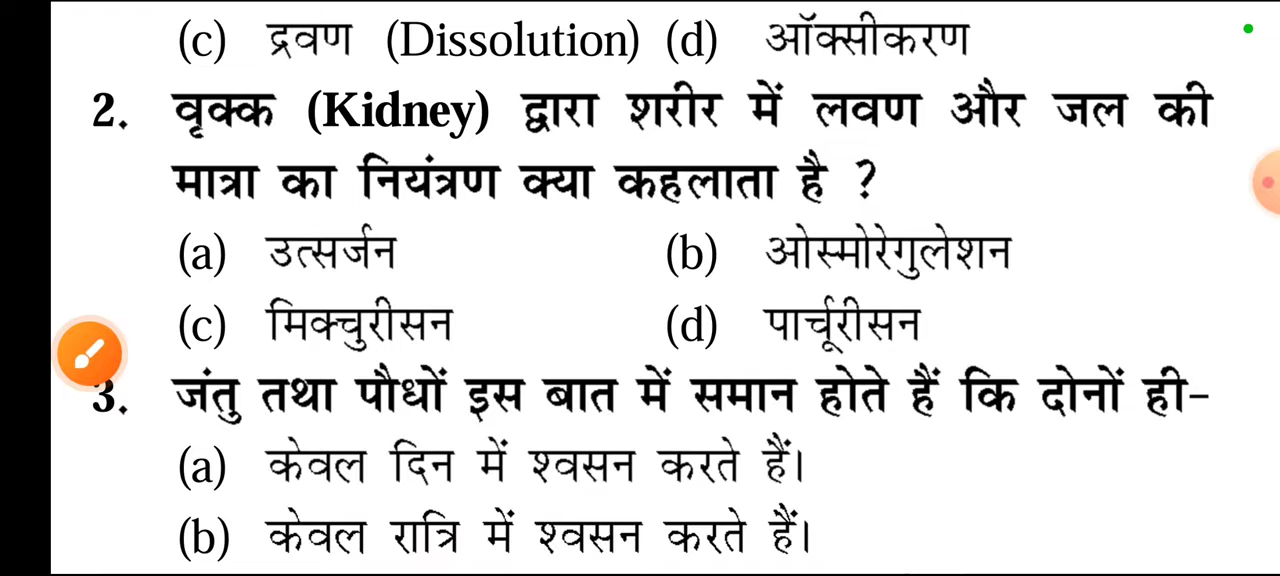 (c) द्रवण (Dissolution) (d) ऑक्सीकरण
2. वृक्क (Kidney) द्वारा शरीर में लवण और जल की
मात्रा का नियंत्रण क्या कहलाता है ?
(a) उत्सर्जन (b) ओस्मोरेगुलेशन
(c) मिक्चुरीसन (d) पार्चूरीसन
3. जंतु तथा पौधों इस बात में समान होते हैं कि दोनों ही-
(a) केवल दिन में श्वसन करते हैं।
(b) केवल रात्रि में श्वसन करते हैं।